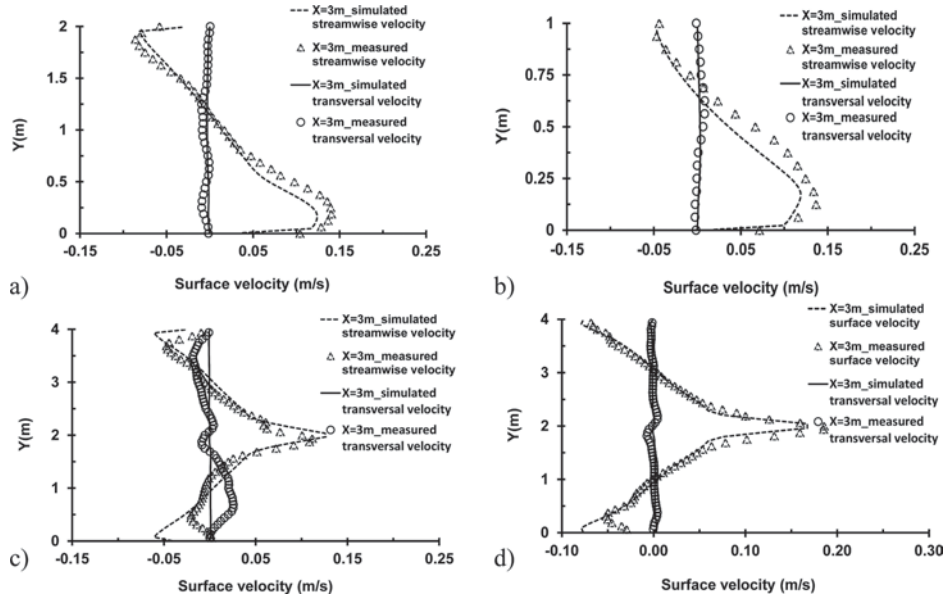 X=3m_simulated
streamwise velocity
X=3m_measured
streamwise velocity
X=3m_simulated
transversal velocity
X=3m_measured
transversal velocity
Y(m)
2
1.5
1
0.5
0
-0.15
-0.05
0.05
0.15
0.25
a)
Surface velocity (m/s)
X=3m_simulated
streamwise velocity
X=3m_measured
streamwise velocity
X=3m_simulated
transversal velocity
X=3m_measured
transversal velocity
Y(m)
1
0.75
0.5
0.25
0
-0.15
-0.05
0.05
0.15
0.25
b)
Surface velocity (m/s)
X=3m_simulated
streamwise velocity
X=3m_measured
streamwise velocity
X=3m_simulated
transversal velocity
X=3m_measured
transversal velocity
Y(m)
4
3
2
1
0
-0.15
-0.05
0.05
0.15
0.25
c)
Surface velocity (m/s)
X=3m_simulated
surface velocity
X=3m_measured
surface velocity
X=3m_simulated
transversal velocity
X=3m_measured
transversal velocity
Y(m)
4
3
2
1
0
-0.10
0.00
0.10
0.20
0.30
d)
Surface velocity (m/s)